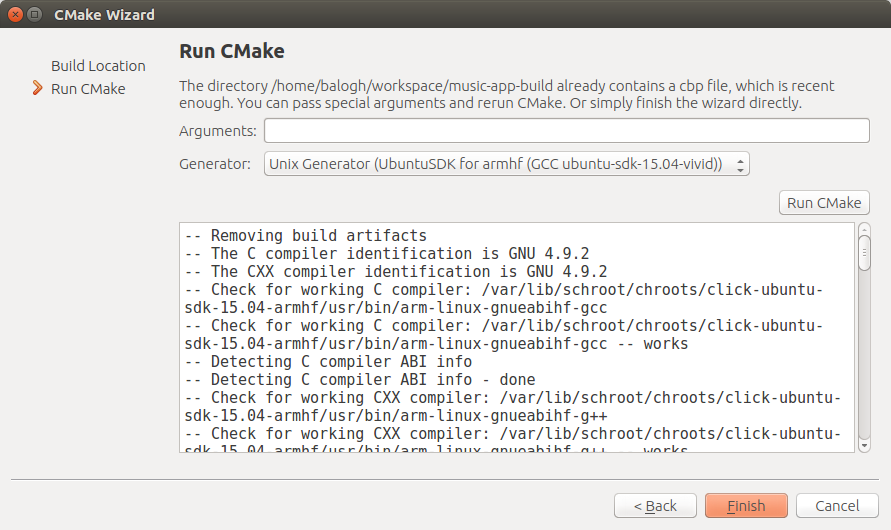 CMake Wizard
Build Location
Run CMake
Run CMake
The directory /home/balogh/workspace/music-app-build already contains a cbp file, which is recent
enough. You can pass special arguments and rerun CMake. Or simply finish the wizard directly.
Arguments:
Generator: Unix Generator (UbuntuSDK for armhf (GCC ubuntu-sdk-15.04-vivid))
Run CMake
-- Removing build artifacts
-- The C compiler identification is GNU 4.9.2
-- The CXX compiler identification is GNU 4.9.2
-- Check for working C compiler: /var/lib/schroot/chroots/click-ubuntu-
sdk-15.04-armhf/usr/bin/arm-linux-gnueabihf-gcc
-- Check for working C compiler: /var/lib/schroot/chroots/click-ubuntu-
sdk-15.04-armhf/usr/bin/arm-linux-gnueabihf-gcc -- works
-- Detecting C compiler ABI info
-- Detecting C compiler ABI info - done
-- Check for working CXX compiler: /var/lib/schroot/chroots/click-ubuntu-
sdk-15.04-armhf/usr/bin/arm-linux-gnueabihf-g++
-- Check for working CXX compiler: /var/lib/schroot/chroots/click-ubuntu-
sdk-15.04-armhf/usr/bin/arm-linux-gnueabihf-g++ -- works
< Back
Finish
Cancel